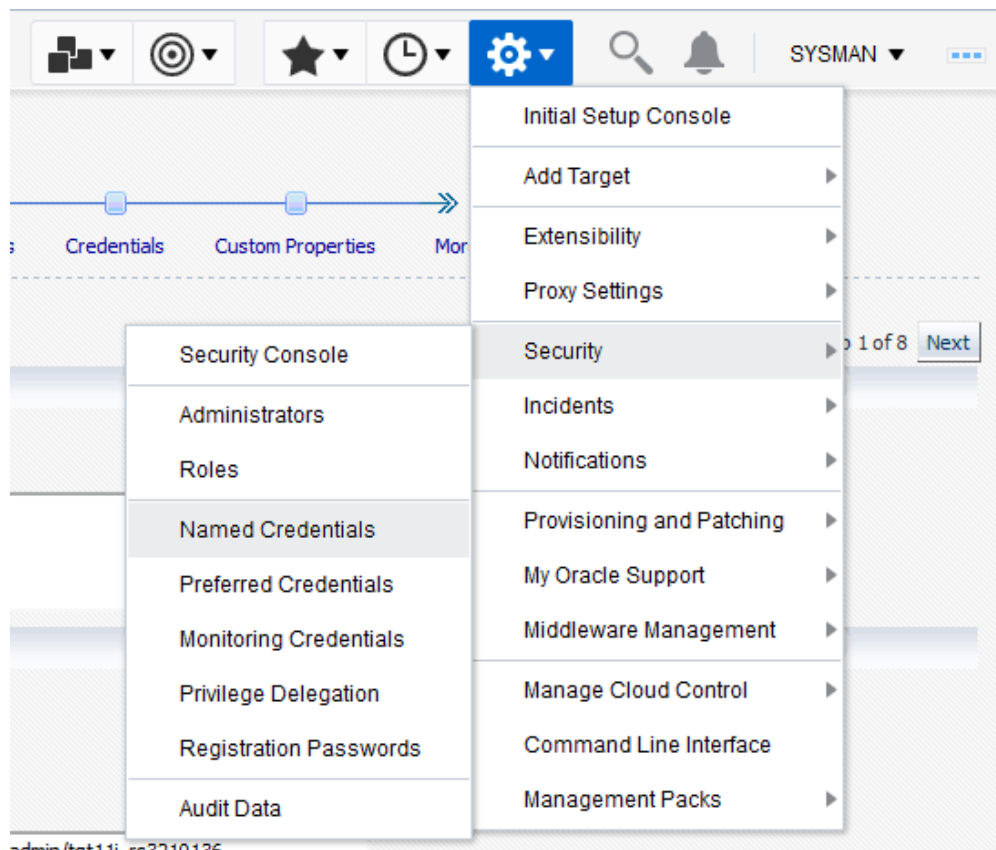 SYSMAN
Initial Setup Console
Add Target
Credentials
Custom Properties
Mor
Extensibility
Proxy Settings
1 of 8
Next
Security
Security Console
Incidents
Administrators
Notifications
Roles
Provisioning and Patching
Named Credentials
My Oracle Support
Preferred Credentials
Middleware Management
Monitoring Credentials
Manage Cloud Control
Privilege Delegation
Command Line Interface
Registration Passwords
Management Packs
Audit Data